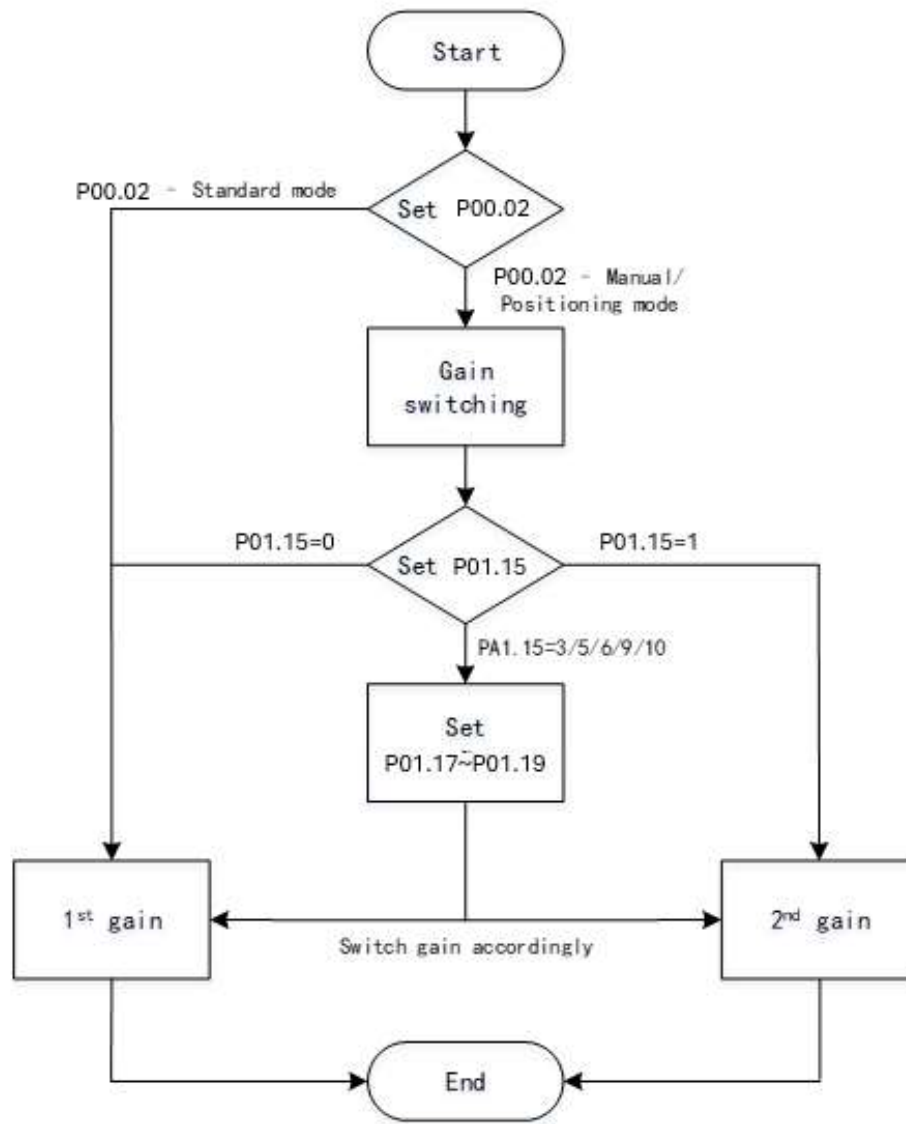 Start
P00.02 - Standard mode
Set P00.02
P00.02 - Manual/
Positioning mode
Gain
switching
P01.15=0
Set P01.15
P01.15=1
PA1.15=3/5/6/9/10
Set
P01.17~P01.19
1st gain
2nd gain
Switch gain accordingly
End